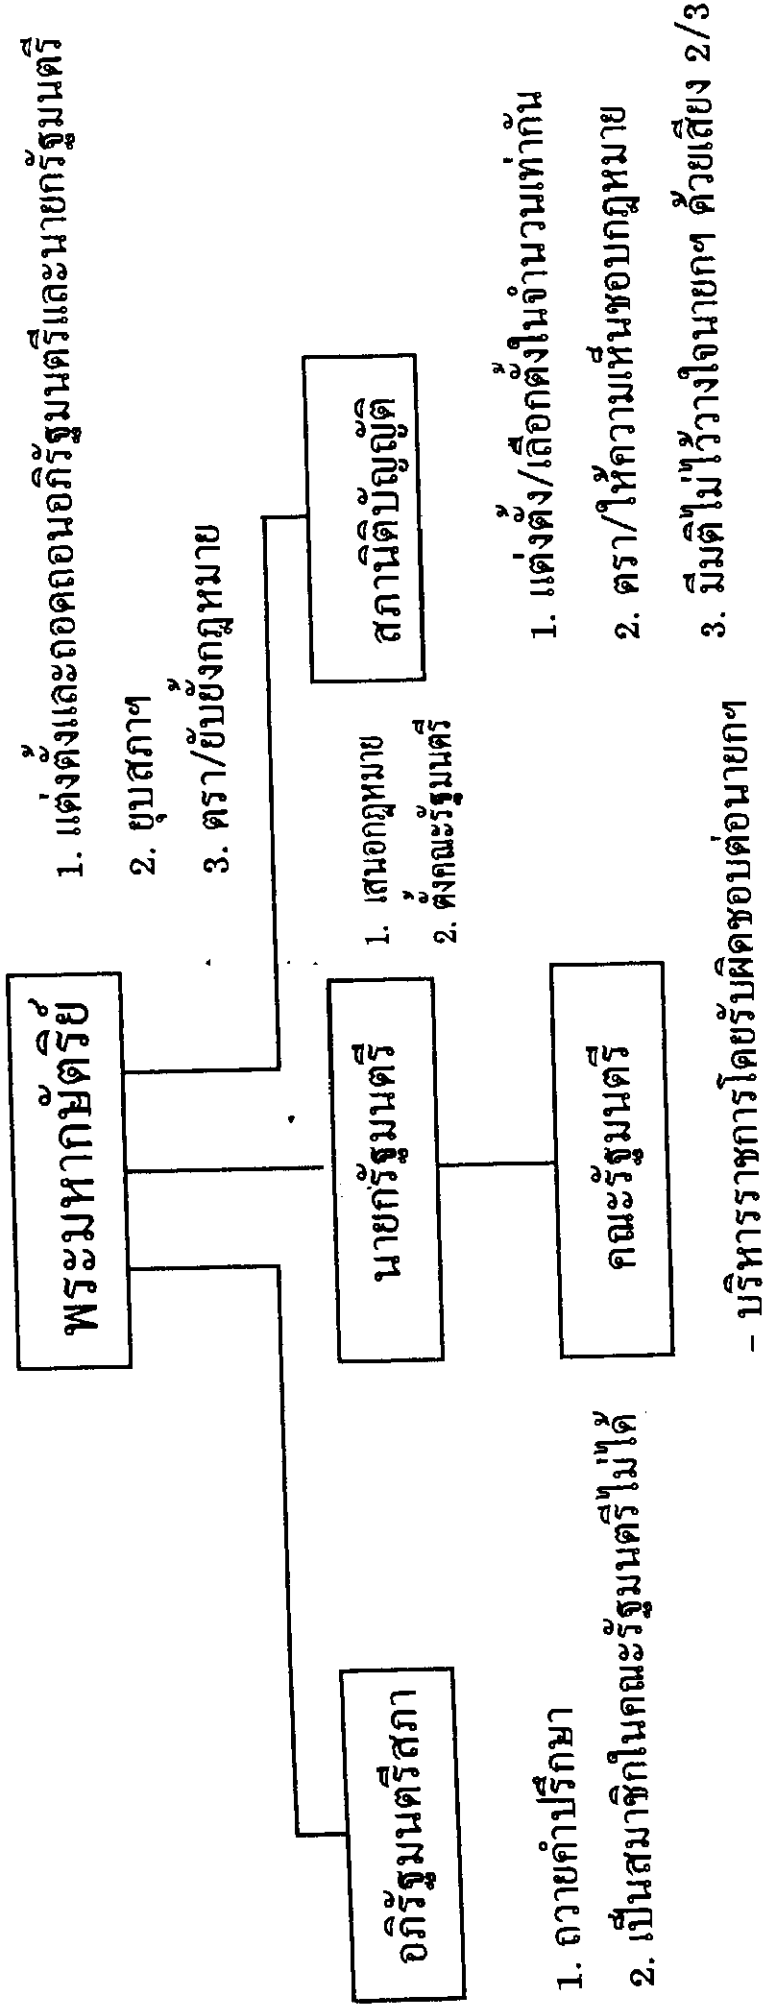 พระมหากษัตริย์
1. แต่งตั้งและถอดถอนอภิรัฐมนตรีและนายกรัฐมนตรี
2. ยุบสภาฯ
3. ตรา/ยับยั้งกฎหมาย
อภิรัฐมนตรีสภา
1. ถวายคำปรึกษา
2. เป็นสมาชิกในคณะรัฐมนตรีไม่ได้
นายกรัฐมนตรี
1. เสนอกฎหมาย
2. ตั้งคณะรัฐมนตรี
คณะรัฐมนตรี
– บริหารราชการโดยรับผิดชอบต่อนายกฯ
สภานิติบัญญัติ
1. แต่งตั้ง/เลือกตั้งในจำนวนเท่ากัน
2. ตรา/ให้ความเห็นชอบกฎหมาย
3. มีมติไม่ไว้วางใจนายกฯ ด้วยเสียง 2/3